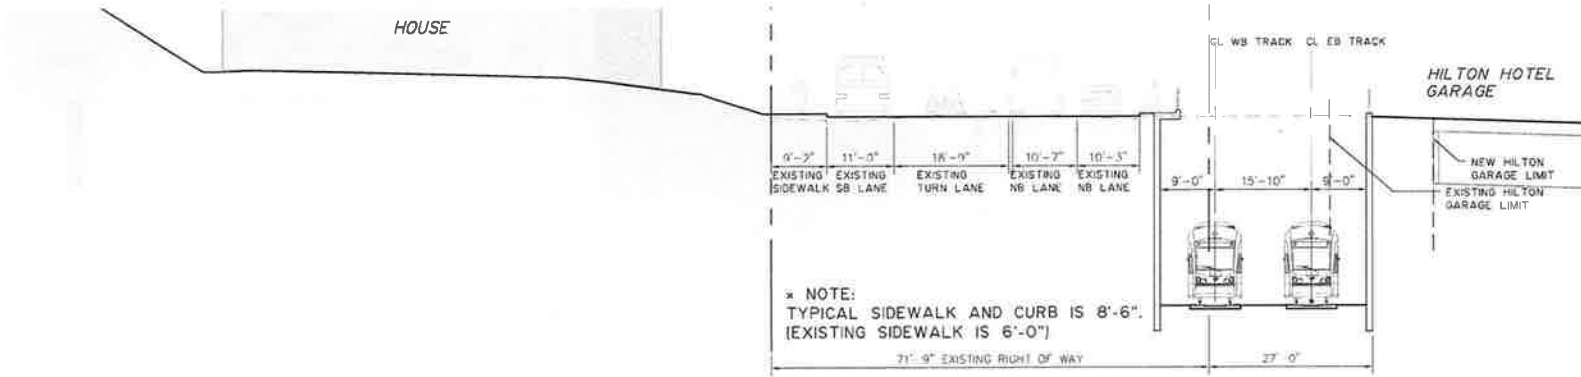 HOUSE
CL WB TRACK
CL EB TRACK
HILTON HOTEL
GARAGE
9'-2"
11'-0"
18'-9"
10'-7"
10'-3"
EXISTING
SIDEWALK
EXISTING
SB LANE
EXISTING
TURN LANE
EXISTING
NB LANE
EXISTING
NB LANE
9'-0"
15'-10"
9'-0"
NEW HILTON
GARAGE LIMIT
EXISTING HILTON
GARAGE LIMIT
* NOTE:
TYPICAL SIDEWALK AND CURB IS 8'-6".
(EXISTING SIDEWALK IS 6'-0")
71'-9" EXISTING RIGHT OF WAY
27'-0"